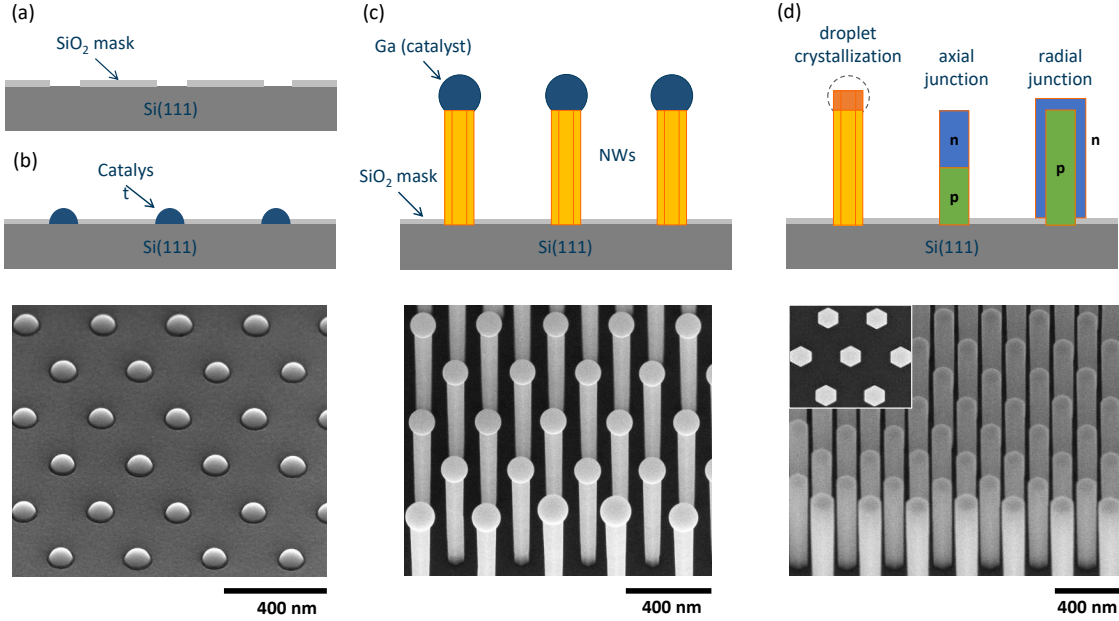 (a)
SiO2 mask
Si(111)
(b)
Catalys
t
Si(111)
400 nm
(c)
Ga (catalyst)
NWs
SiO2 mask
Si(111)
400 nm
(d)
droplet
crystallization
axial
junction
radial
junction
n
p
p
n
Si(111)
400 nm